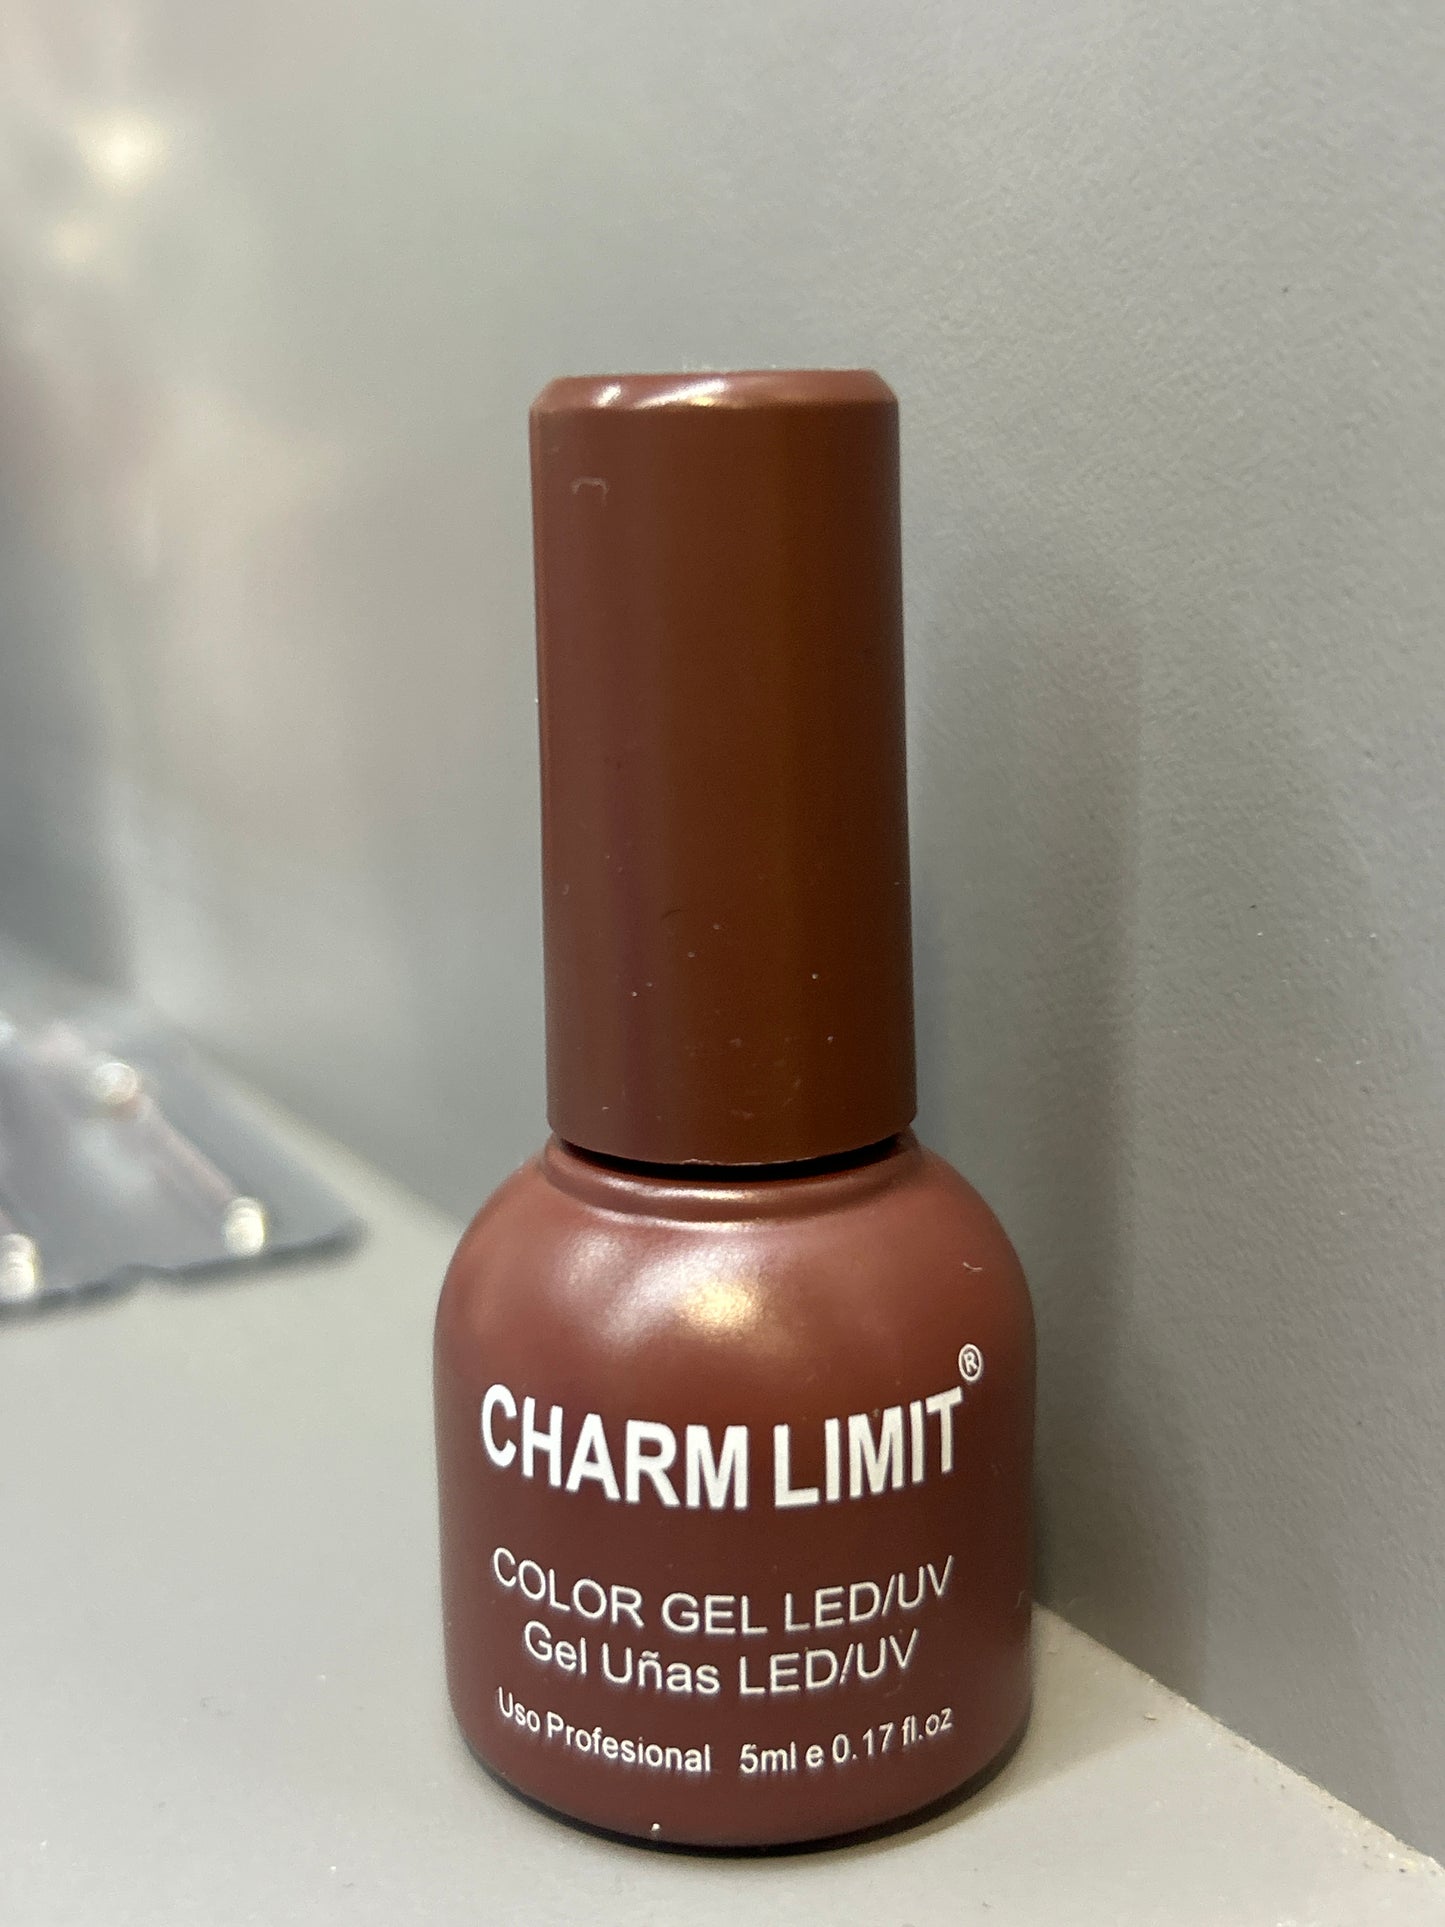 CHARM LIMIT®
COLOR GEL LED/UV
Gel Uñas LED/UV
Uso Profesional 5ml e 0.17 fl.oz